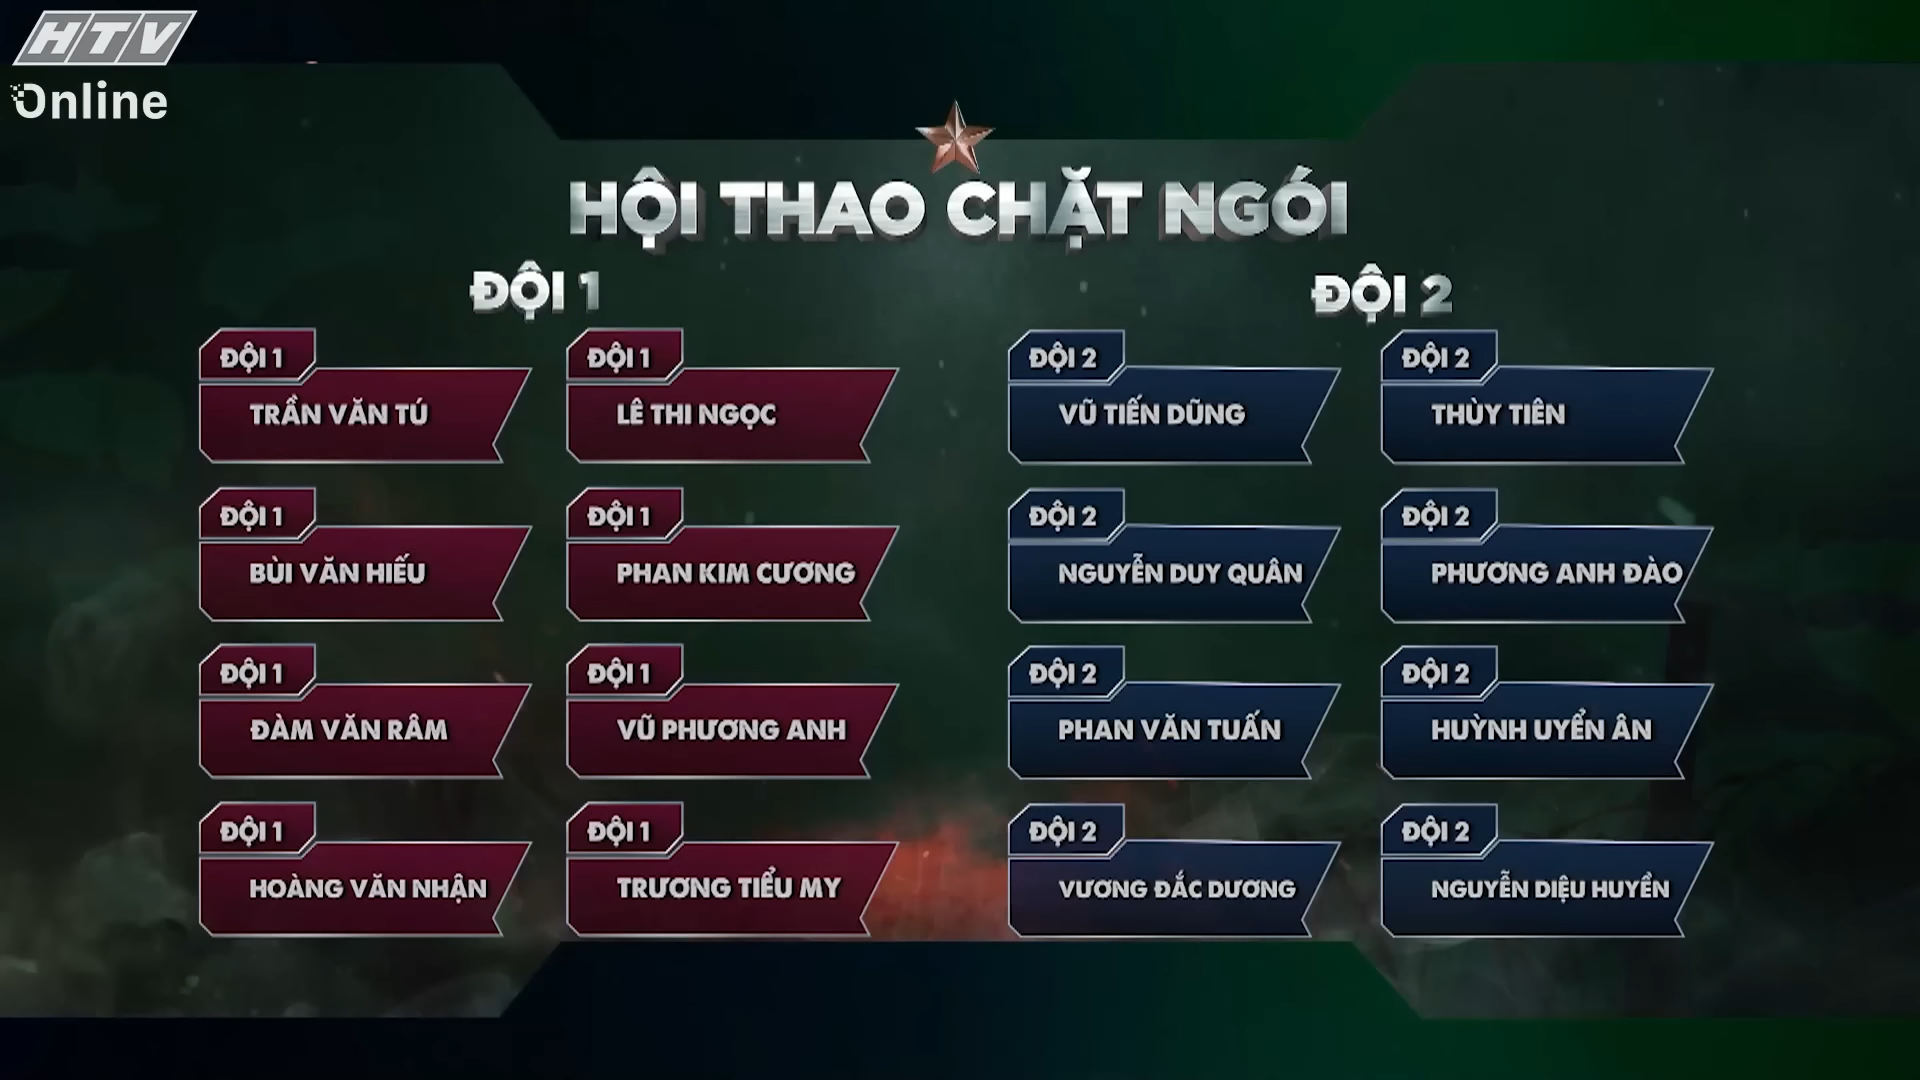 HTV
Online
HỘI THAO CHẶT NGÓI
ĐỘI 1
ĐỘI 2
ĐỘI 1
TRẦN VĂN TÚ
ĐỘI 1
LÊ THI NGỌC
ĐỘI 2
VŨ TIẾN DŨNG
ĐỘI 2
THÙY TIÊN
ĐỘI 1
BÙI VĂN HIẾU
ĐỘI 1
PHAN KIM CƯƠNG
ĐỘI 2
NGUYỄN DUY QUÂN
ĐỘI 2
PHƯƠNG ANH ĐÀO
ĐỘI 1
ĐÀM VĂN RÂM
ĐỘI 1
VŨ PHƯƠNG ANH
ĐỘI 2
PHAN VĂN TUẤN
ĐỘI 2
HUỲNH UYỂN ÂN
ĐỘI 1
HOÀNG VĂN NHẬN
ĐỘI 1
TRƯƠNG TIỂU MY
ĐỘI 2
VƯƠNG ĐẮC DƯƠNG
ĐỘI 2
NGUYỄN DIỆU HUYỀN